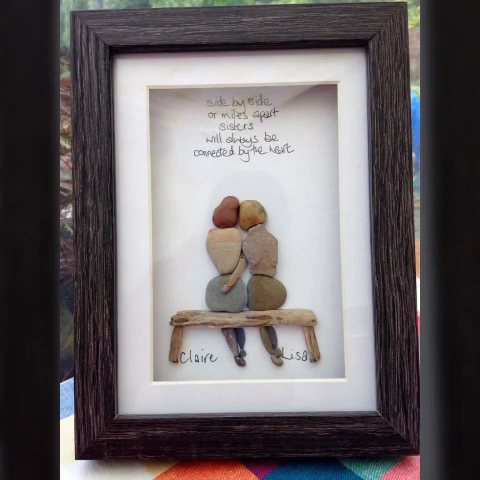 side by side
or miles apart
sisters
will always be
connected by the heart
Claire
Lisa